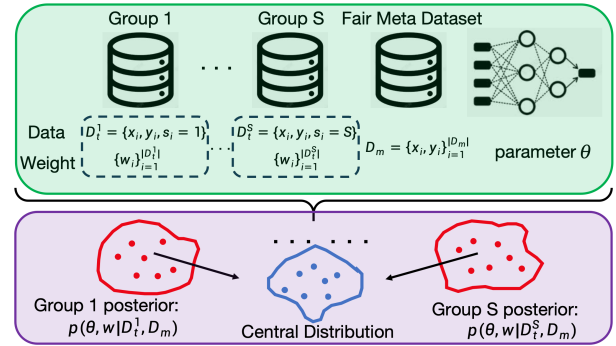 Group 1 Group S Fair Meta Dataset
. . .
Data D_t^1 = {x_i, y_i, s_i = 1} D_t^S = {x_i, y_i, s_i = S}
D_m = {x_i, y_i}_{i=1}^{|D_m|}
Weight {w_i}_{i=1}^{|D_t^1|} ... {w_i}_{i=1}^{|D_t^S|} parameter θ
... ...
Group 1 posterior: Central Distribution Group S posterior:
p(θ, w|D_t^1, D_m) p(θ, w|D_t^S, D_m)